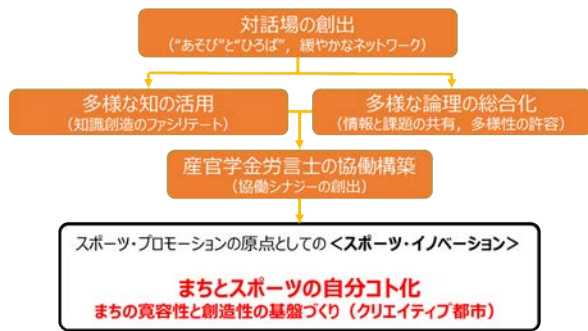 対話場の創出
(“あそび”と“ひろば”，緩やかなネットワーク)
多様な知の活用
(知識創造のファシリテート)
多様な論理の総合化
(情報と課題の共有，多様性の許容)
産官学金労言士の協働構築
(協働シナジーの創出)
スポーツ・プロモーションの原点としての <スポーツ・イノベーション>
まちとスポーツの自分コト化
まちの寛容性と創造性の基盤づくり（クリエイティブ都市）